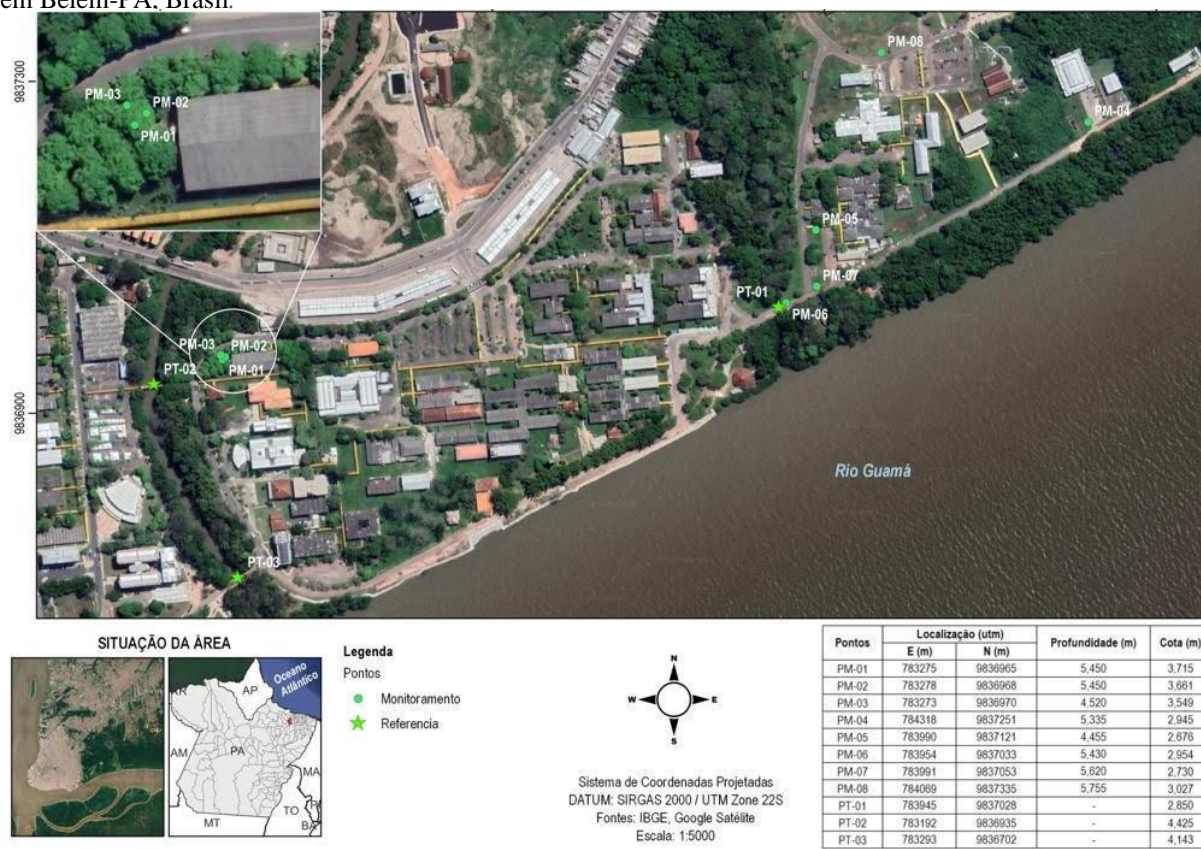 em Belém-PA, Brasil.
9837300
9836900
PM-03
PM-02
PM-01
PM-08
PM-04
PM-05
PM-07
PT-01
PM-06
PM-03
PM-02
PM-01
PT-02
PT-03
Rio Guamá
SITUAÇÃO DA ÁREA
AP
Oceano
Atlântico
AM
PA
MA
TO
MT
BA
Legenda
Pontos
Monitoramento
Referencia
N
W
E
S
Sistema de Coordenadas Projetadas
DATUM: SIRGAS 2000 / UTM Zone 22S
Fontes: IBGE, Google Satélite
Escala: 1:5000
Pontos Localização (utm) Profundidade (m) Cota (m)
E (m) N (m)
PM-01 783275 9836965 5,450 3,715
PM-02 783278 9836968 5,450 3,661
PM-03 783273 9836970 4,520 3,549
PM-04 784318 9837251 5,335 2,945
PM-05 783990 9837121 4,455 2,676
PM-06 783954 9837033 5,430 2,954
PM-07 783991 9837053 5,620 2,730
PM-08 784069 9837335 5,755 3,027
PT-01 783945 9837028 - 2,850
PT-02 783192 9836935 - 4,425
PT-03 783293 9836702 - 4,143